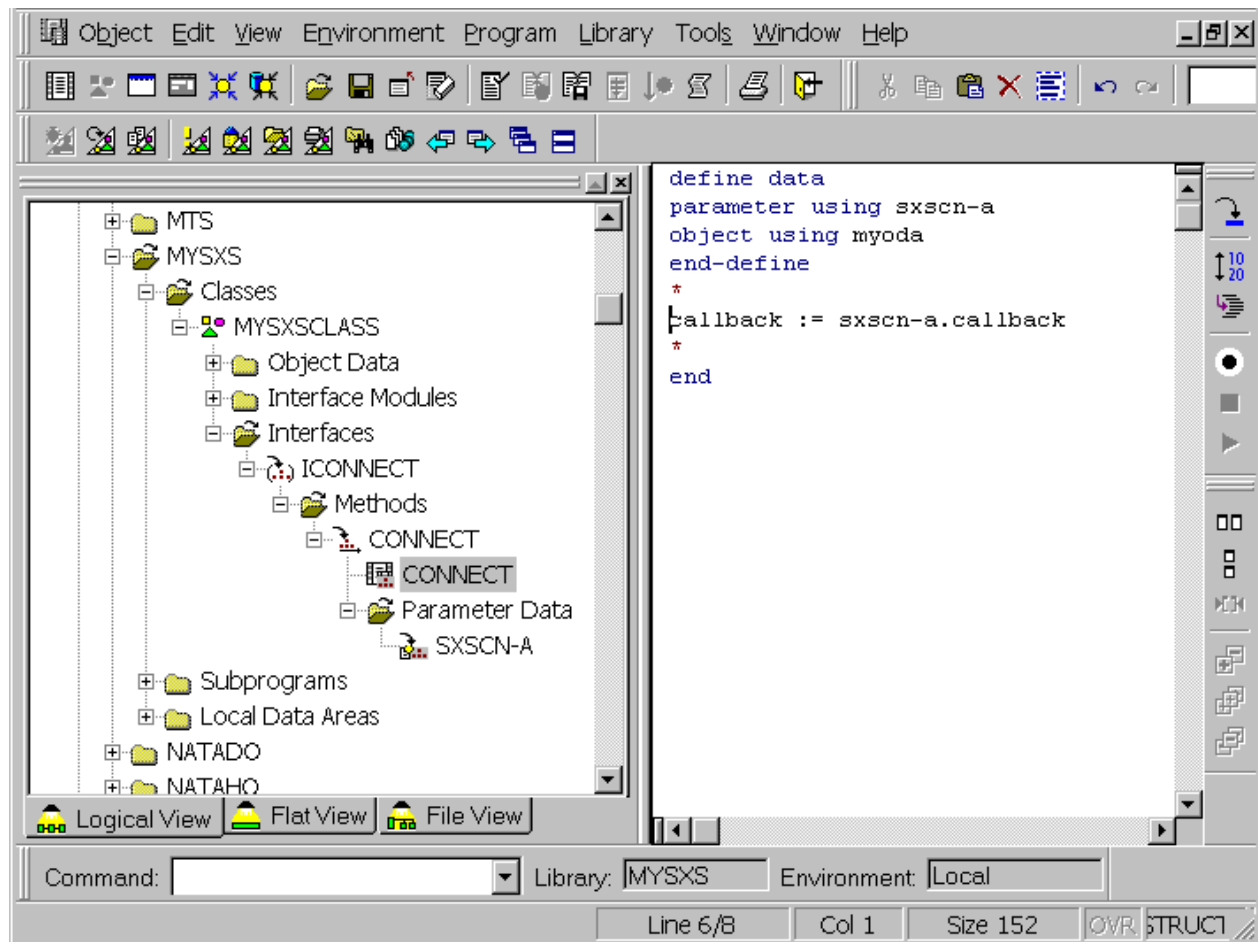 Object Edit View Environment Program Library Tools Window Help
define data
parameter using sxscn-a
object using myoda
end-define
*
callback := sxscn-a.callback
*
end
MTS
MYSXS
Classes
MYSXSCLASS
Object Data
Interface Modules
Interfaces
ICONNECT
Methods
CONNECT
CONNECT
Parameter Data
SXSCN-A
Subprograms
Local Data Areas
NATADO
NATAHO
Logical View Flat View File View
10
20
Command: Library: MYSXS Environment: Local
Line 6/8 Col 1 Size 152 OVR STRUCT